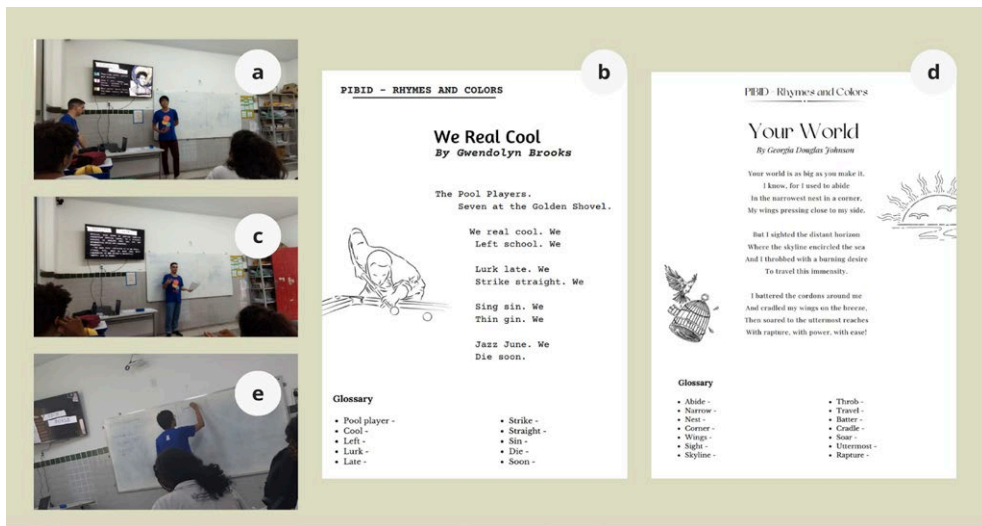 a
b
PIBID - RHYMES AND COLORS
We Real Cool
By Gwendolyn Brooks
The Pool Players.
Seven at the Golden Shovel.
We real cool. We
Left school. We
Lurk late. We
Strike straight. We
Sing sin. We
Thin gin. We
Jazz June. We
Die soon.
Glossary
• Pool player -
• Cool -
• Left -
• Lurk -
• Late -
• Strike -
• Straight -
• Sin -
• Die -
• Soon -
c
d
PIBID - Rhymes and Colors
Your World
By Georgia Douglas Johnson
Your world is as big as you make it.
I know, for I used to abide
In the narrowest nest in a corner,
My wings pressing close to my side.
But I sighted the distant horizon
Where the skyline encircled the sea
And I throbbed with a burning desire
To travel this immensity.
I battered the cordons around me
And cradled my wings on the breeze,
Then soared to the uttermost reaches
With rapture, with power, with ease!
Glossary
• Abide -
• Narrow -
• Nest -
• Corner -
• Wings -
• Sight -
• Skyline -
• Throb -
• Travel -
• Batter -
• Cradle -
• Soar -
• Uttermost -
• Rapture -
e